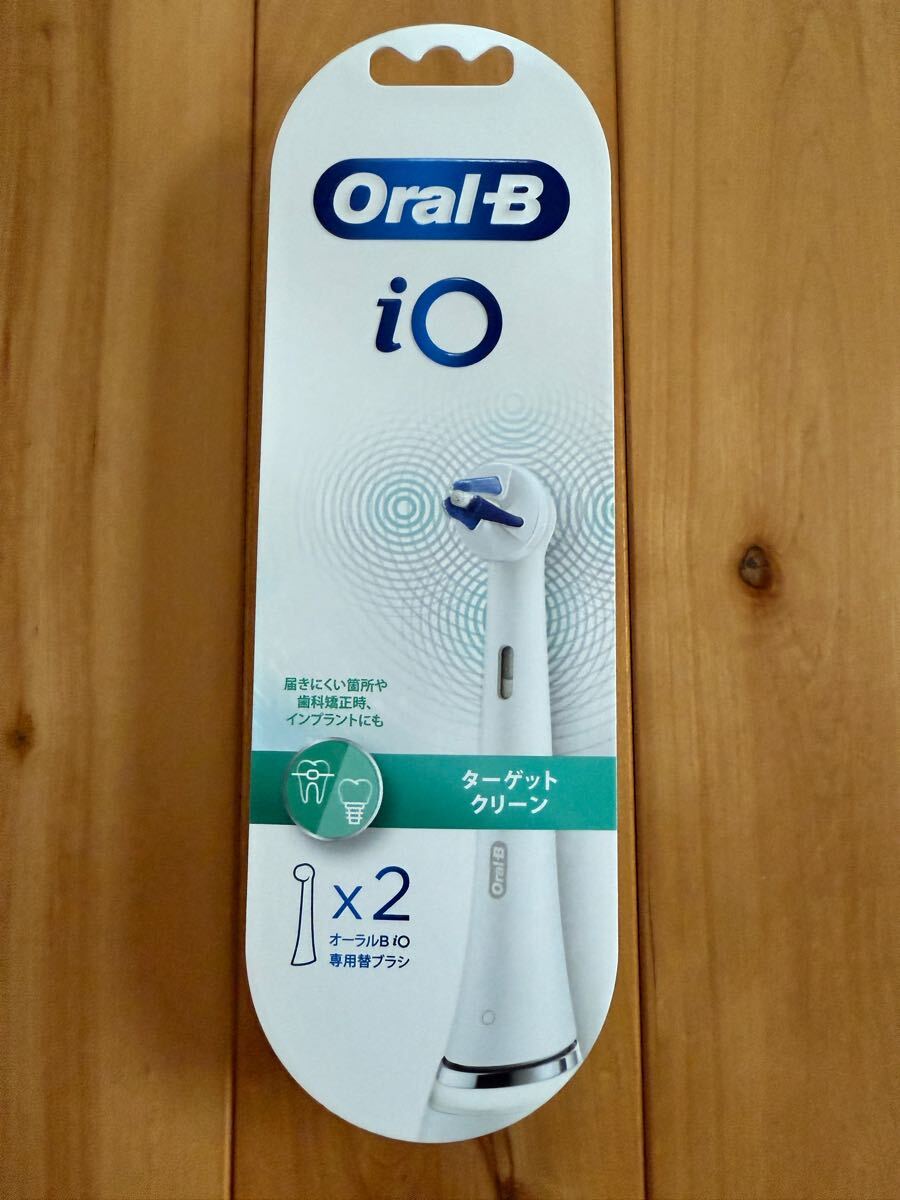 Oral-B
iO
届きにくい箇所や
歯科矯正時、
インプラントにも
ターゲット
クリーン
Oral-B
x2
オーラルB iO
専用替ブラシ